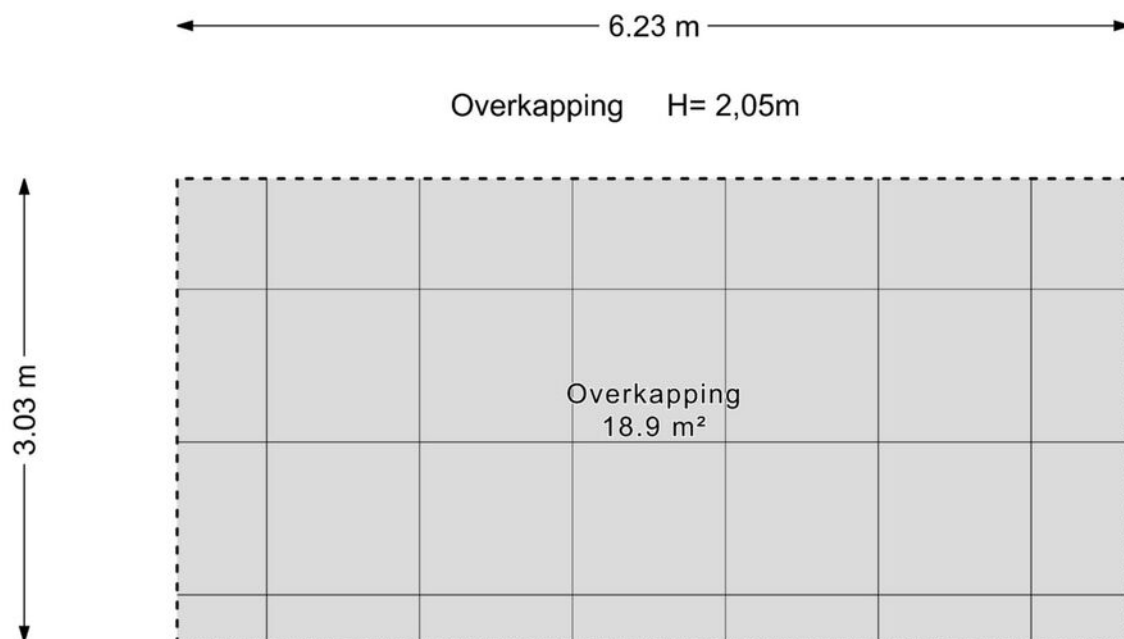 6.23 m
Overkapping H= 2,05m
3.03 m
Overkapping
18.9 m²